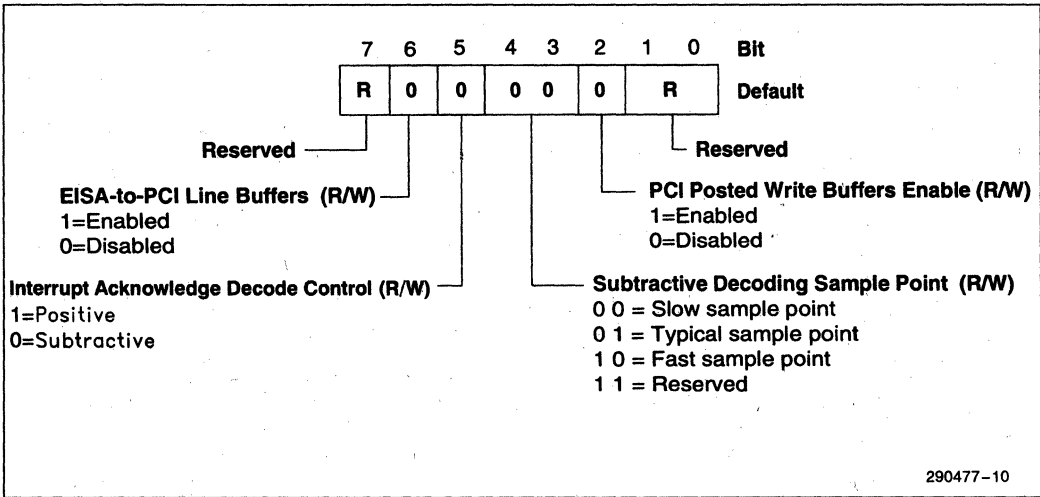 7 6 5 4 3 2 1 0 Bit
R 0 0 0 0 0 R Default
Reserved
Reserved
EISA-to-PCI Line Buffers (R/W)
1=Enabled
0=Disabled
PCI Posted Write Buffers Enable (R/W)
1=Enabled
0=Disabled
Interrupt Acknowledge Decode Control (R/W)
1=Positive
0=Subtractive
Subtractive Decoding Sample Point (R/W)
0 0 = Slow sample point
0 1 = Typical sample point
1 0 = Fast sample point
1 1 = Reserved
290477-10